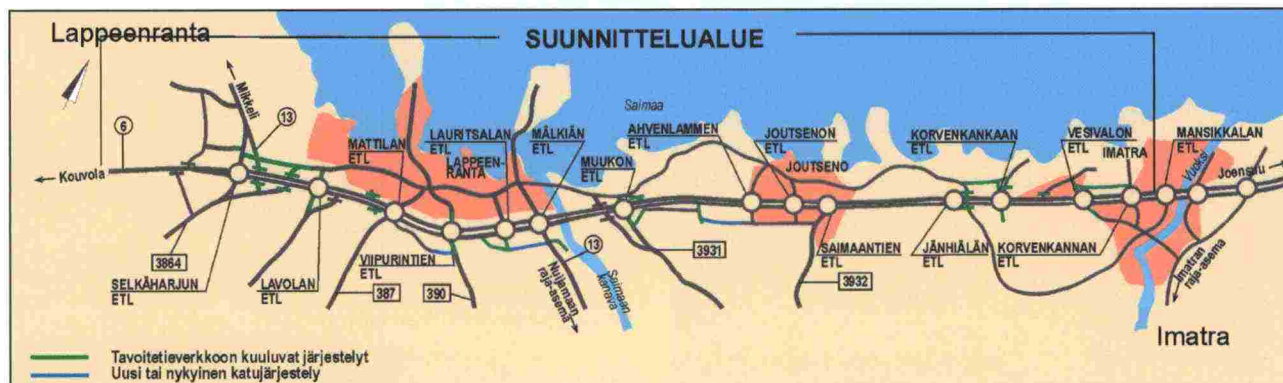 Lappeenranta
SUUNNITTELUALUE
Mikkeli
13
6
Kouvola
Saimaa
MATTILAN
ETL
LAURITSALAN
ETL
LAPPEEN-
RANTA
MÄLKIÄN
ETL
MUUKON
ETL
AHVENLAMMEN
ETL
JOUTSENON
ETL
JOUTSENO
KORVENKANKAAN
ETL
VESIVALON
ETL
IMATRA
MANSIKKALAN
ETL
Vuoksi
Joensuu
3864
SELKÄHARJUN
ETL
LAVOLAN
ETL
VIIPURINTIEN
ETL
387
390
13
Nuijamaan
raja-asema
Saimaan
kanava
3931
SAIMAANTIEN
ETL
3932
JÄNHIÄLÄN
ETL
KORVENKANNAN
ETL
Imatran
raja-asema
Imatra
Tavoitetieverkkoon kuuluvat järjestelyt
Uusi tai nykyinen katujärjestely